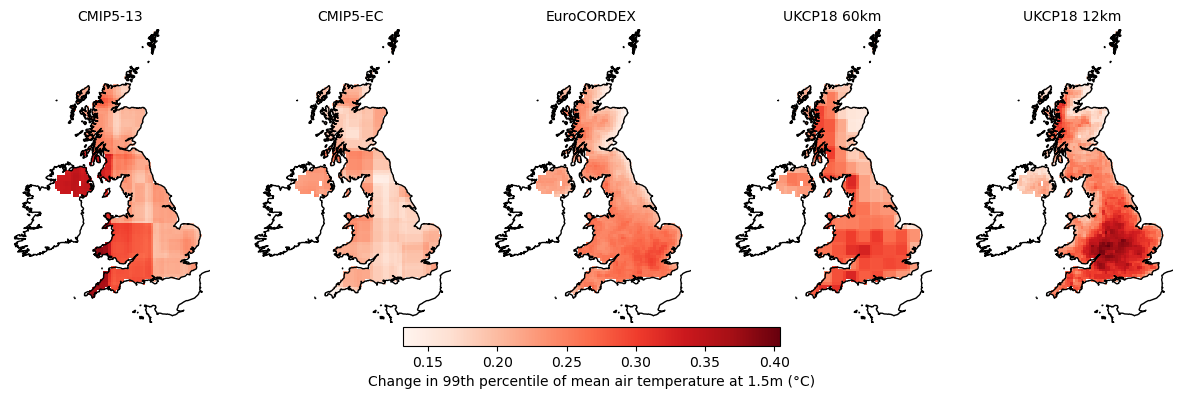 CMIP5-13
CMIP5-EC
EuroCORDEX
UKCP18 60km
UKCP18 12km
0.15
0.20
0.25
0.30
0.35
0.40
Change in 99th percentile of mean air temperature at 1.5m (°C)